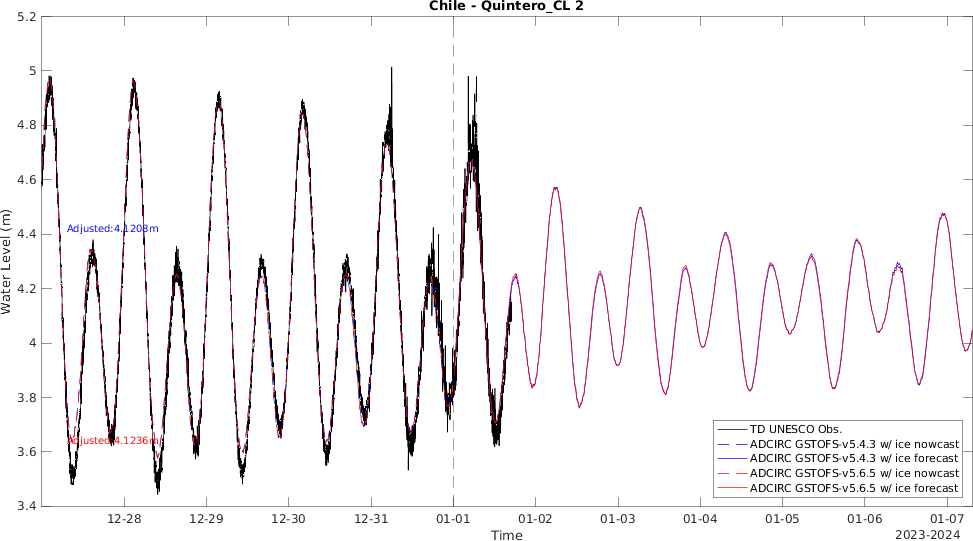 Chile - Quintero_CL 2
5.2
5
4.8
4.6
4.4
4.2
4
3.8
3.6
3.4
Water Level (m)
Adjusted:4.1203m
Adjusted:4.1236m
TD UNESCO Obs.
ADCIRC GSTOFS-v5.4.3 w/ ice nowcast
ADCIRC GSTOFS-v5.4.3 w/ ice forecast
ADCIRC GSTOFS-v5.6.5 w/ ice nowcast
ADCIRC GSTOFS-v5.6.5 w/ ice forecast
12-28 12-29 12-30 12-31 01-01 01-02 01-03 01-04 01-05 01-06 01-07
Time
2023-2024